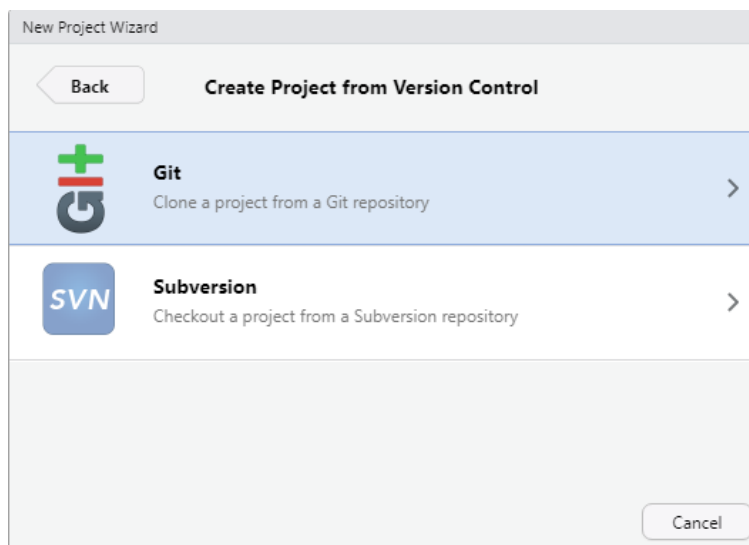 New Project Wizard
Back
Create Project from Version Control
Git
Git
Clone a project from a Git repository
SVN
Subversion
Checkout a project from a Subversion repository
Cancel